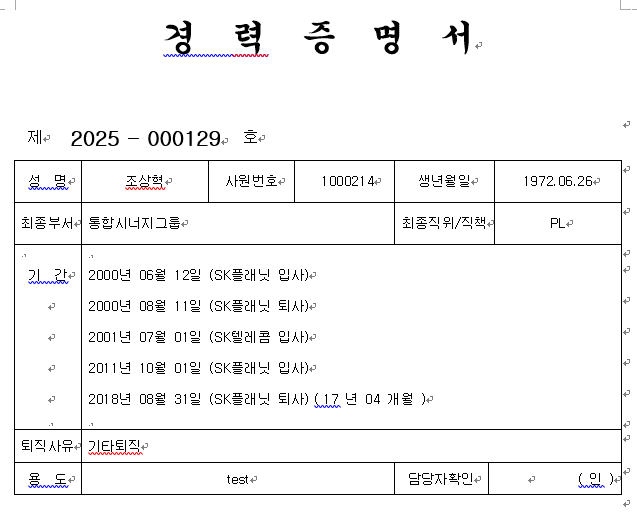 경 력 증 명 서
제 2025 - 000129 호
성 명 조상혁 사원번호 1000214 생년월일 1972.06.26
최종부서 통합시너지그룹 최종직위/직책 PL
기 간
2000년 06월 12일 (SK플래닛 입사)
2000년 08월 11일 (SK플래닛 퇴사)
2001년 07월 01일 (SK텔레콤 입사)
2011년 10월 01일 (SK플래닛 입사)
2018년 08월 31일 (SK플래닛 퇴사) ( 17 년 04 개월 )
퇴직사유 기타퇴직
용 도 test 담당자확인 ( 인 )